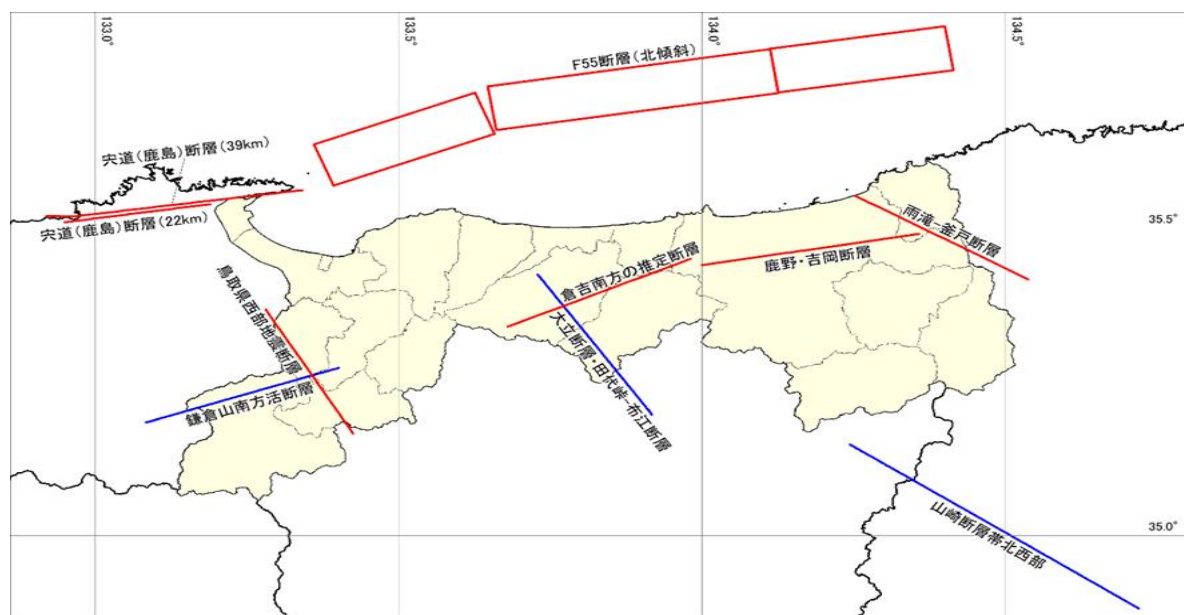 133.0°
133.5°
134.0°
134.5°
F55断層(北傾斜)
宍道(鹿島)断層(39km)
宍道(鹿島)断層(22km)
雨滝-釜戸断層
35.5°
鹿野・吉岡断層
倉吉南方の推定断層
鳥取県西部地震断層
大立断層・田代峠-布江断層
鎌倉山南方活断層
山崎断層帯北西部
35.0°